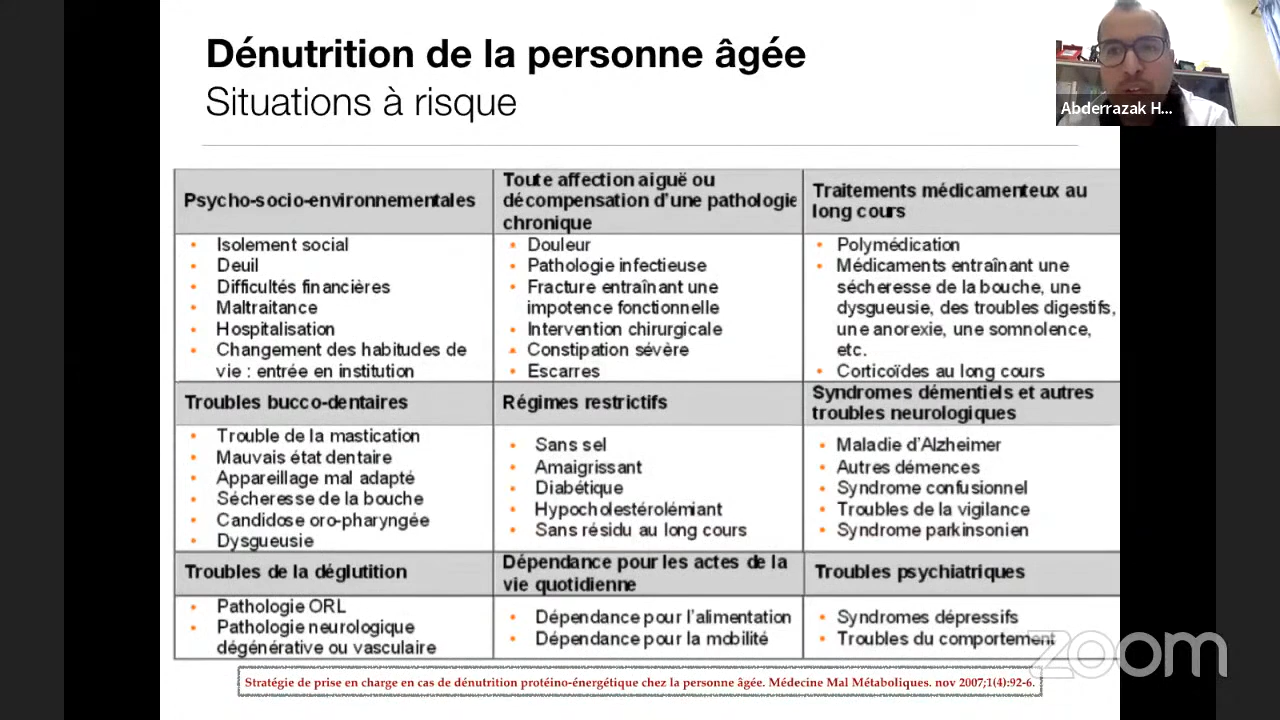 Dénutrition de la personne âgée
Situations à risque
Abderrazak H...
Psycho-socio-environnementales
Isolement social
Deuil
Difficultés financières
Maltraitance
Hospitalisation
Changement des habitudes de
vie : entrée en institution
Toute affection aiguë ou
décompensation d'une pathologie
chronique
Douleur
Pathologie infectieuse
Fracture entraînant une
impotence fonctionnelle
Intervention chirurgicale
Constipation sévère
Escarres
Traitements médicamenteux au
long cours
Polymédication
Médicaments entraînant une
sécheresse de la bouche, une
dysgueusie, des troubles digestifs,
une anorexie, une somnolence,
etc.
Corticoïdes au long cours
Troubles bucco-dentaires
Trouble de la mastication
Mauvais état dentaire
Appareillage mal adapté
Sécheresse de la bouche
Candidose oro-pharyngée
Dysgueusie
Régimes restrictifs
Sans sel
Amaigrissant
Diabétique
Hypocholestérolémiant
Sans résidu au long cours
Syndromes démentiels et autres
troubles neurologiques
Maladie d'Alzheimer
Autres démences
Syndrome confusionnel
Troubles de la vigilance
Syndrome parkinsonien
Troubles de la déglutition
Pathologie ORL
Pathologie neurologique
dégénérative ou vasculaire
Dépendance pour les actes de la
vie quotidienne
Dépendance pour l'alimentation
Dépendance pour la mobilité
Troubles psychiatriques
Syndromes dépressifs
Troubles du comportement
zoom
Stratégie de prise en charge en cas de dénutrition protéino-énergétique chez la personne âgée. Médecine Mal Métaboliques. nov 2007;1(4):92-6.